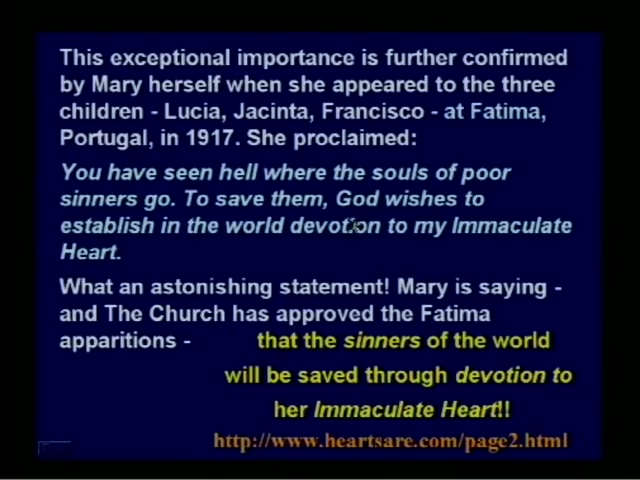 This exceptional importance is further confirmed
by Mary herself when she appeared to the three
children - Lucia, Jacinta, Francisco - at Fatima,
Portugal, in 1917. She proclaimed:
You have seen hell where the souls of poor
sinners go. To save them, God wishes to
establish in the world devotion to my Immaculate
Heart.
What an astonishing statement! Mary is saying -
and The Church has approved the Fatima
apparitions - that the sinners of the world
will be saved through devotion to
her Immaculate Heart!!
http://www.heartsare.com/page2.html